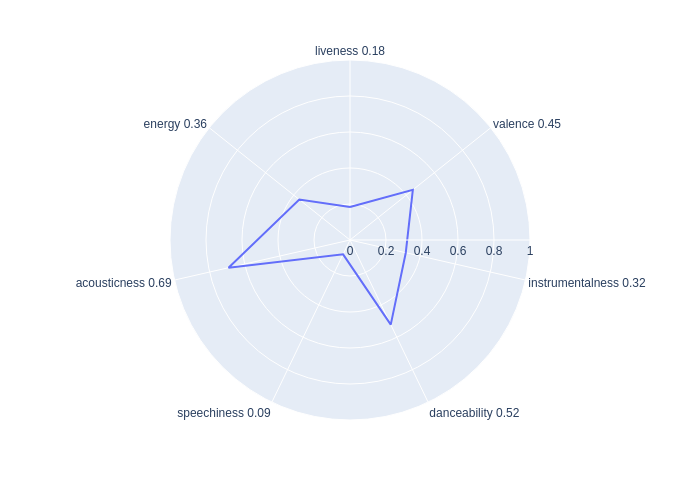 liveness 0.18
energy 0.36
valence 0.45
0 0.2 0.4 0.6 0.8 1
acousticness 0.69
instrumentalness 0.32
speechiness 0.09
danceability 0.52